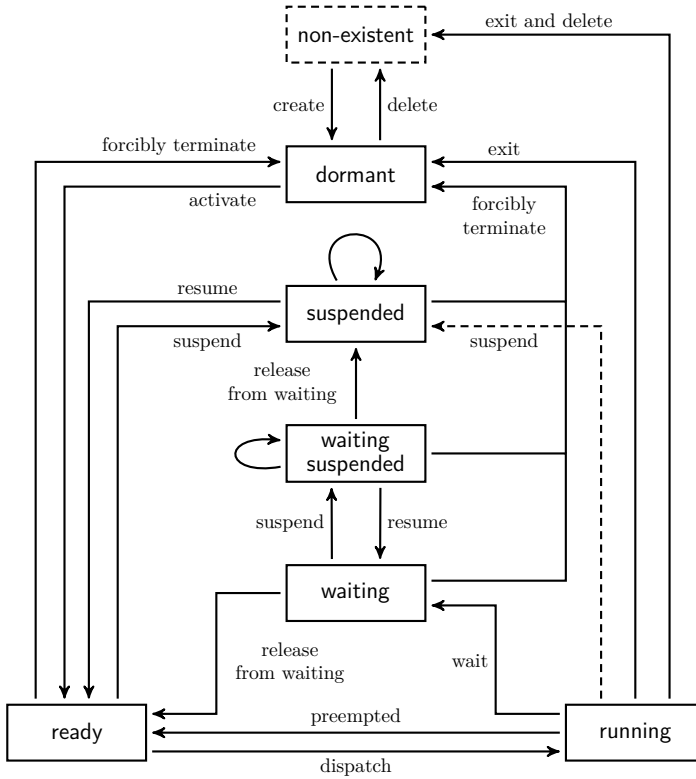 non-existent
exit and delete
create
delete
forcibly terminate
dormant
exit
activate
forcibly
terminate
resume
suspended
suspend
suspend
release
from waiting
waiting
suspended
suspend
resume
waiting
release
from waiting
wait
ready
preempted
running
dispatch